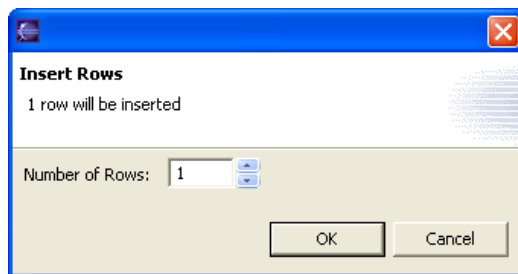 Insert Rows
1 row will be inserted
Number of Rows: 1
OK Cancel